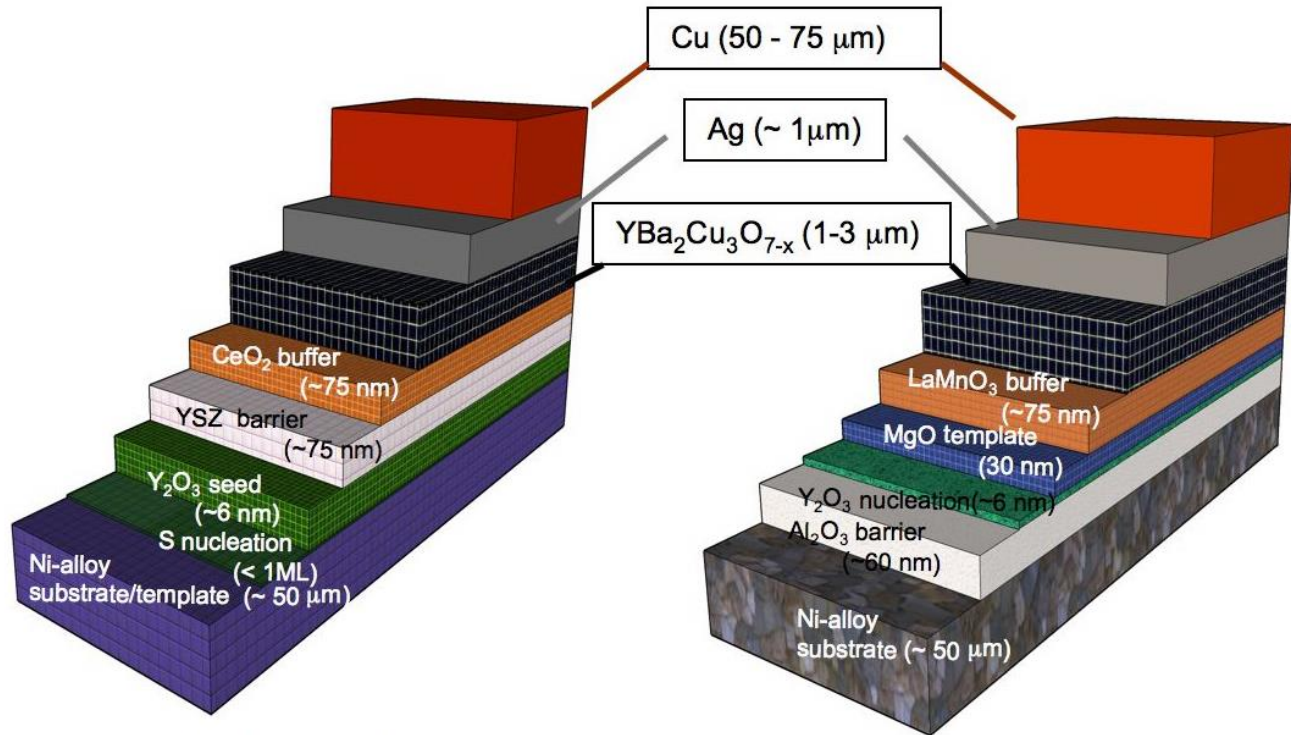 Cu (50 - 75 μm)
Ag (~ 1μm)
YBa₂Cu₃O₇₋ₓ (1-3 μm)
CeO₂ buffer
(~75 nm)
YSZ barrier
(~75 nm)
Y₂O₃ seed
(~6 nm)
S nucleation
(< 1ML)
Ni-alloy
substrate/template (~ 50 μm)
LaMnO₃ buffer
(~75 nm)
MgO template
(30 nm)
Y₂O₃ nucleation(~6 nm)
Al₂O₃ barrier
(~60 nm)
Ni-alloy
substrate (~ 50 μm)